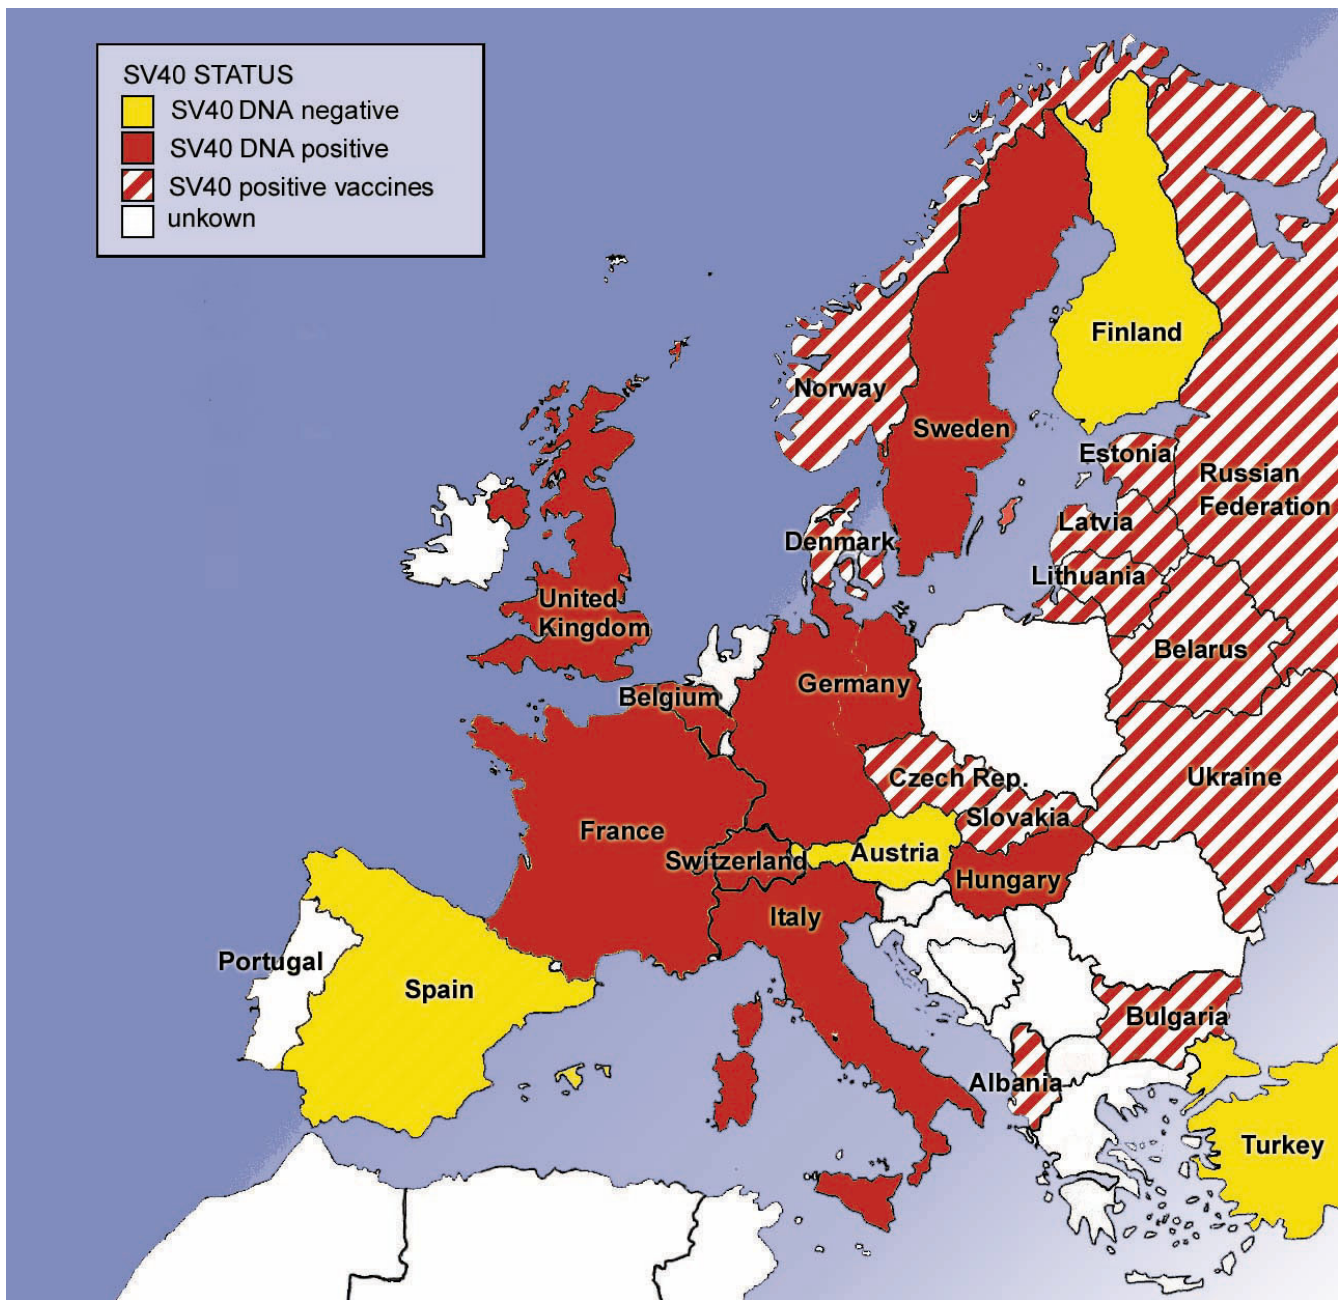 SV40 STATUS
SV40 DNA negative
SV40 DNA positive
SV40 positive vaccines
unkown
Finland
Norway
Sweden
Estonia
Russian
Federation
Latvia
Denmark
Lithuania
United
Kingdom
Belarus
Germany
Belgium
Czech Rep.
Ukraine
Slovakia
France
Switzerland
Austria
Hungary
Italy
Portugal
Spain
Bulgaria
Albania
Turkey